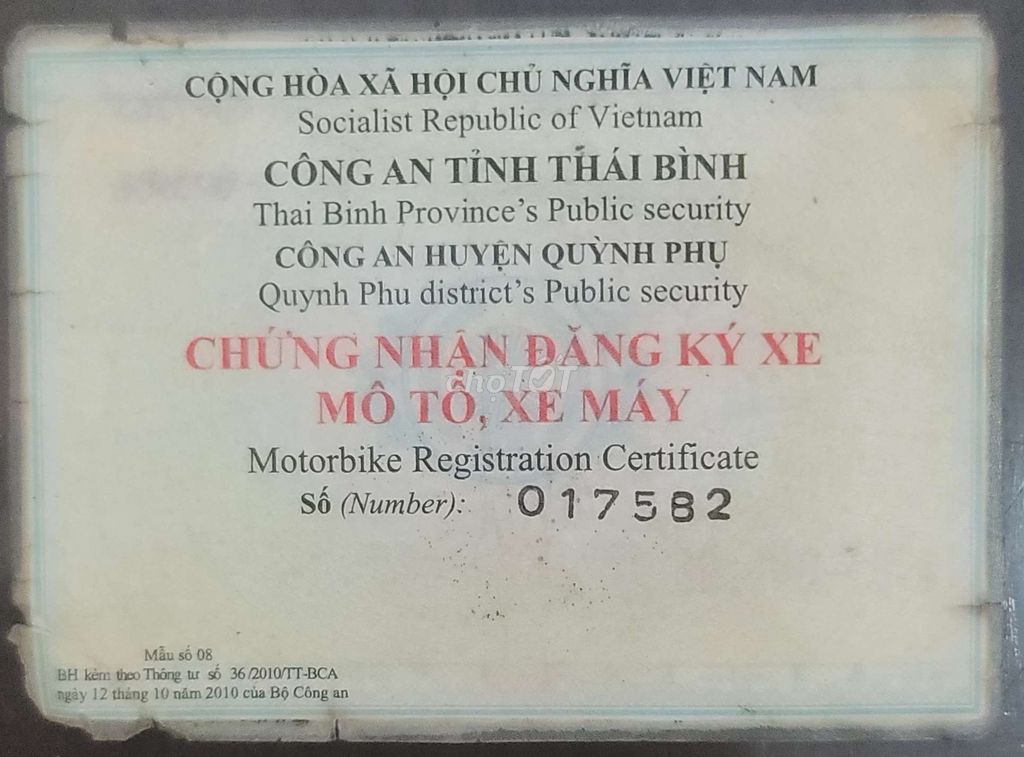 CỘNG HÒA XÃ HỘI CHỦ NGHĨA VIỆT NAM
Socialist Republic of Vietnam
CÔNG AN TỈNH THÁI BÌNH
Thai Binh Province's Public security
CÔNG AN HUYỆN QUỲNH PHỤ
Quynh Phu district's Public security
CHỨNG NHẬN ĐĂNG KÝ XE
chợTỐT
MÔ TÔ, XE MÁY
Motorbike Registration Certificate
Số (Number): 017582
Mẫu số 08
BH kèm theo Thông tư số 36/2010/TT-BCA
ngày 12 tháng 10 năm 2010 của Bộ Công an